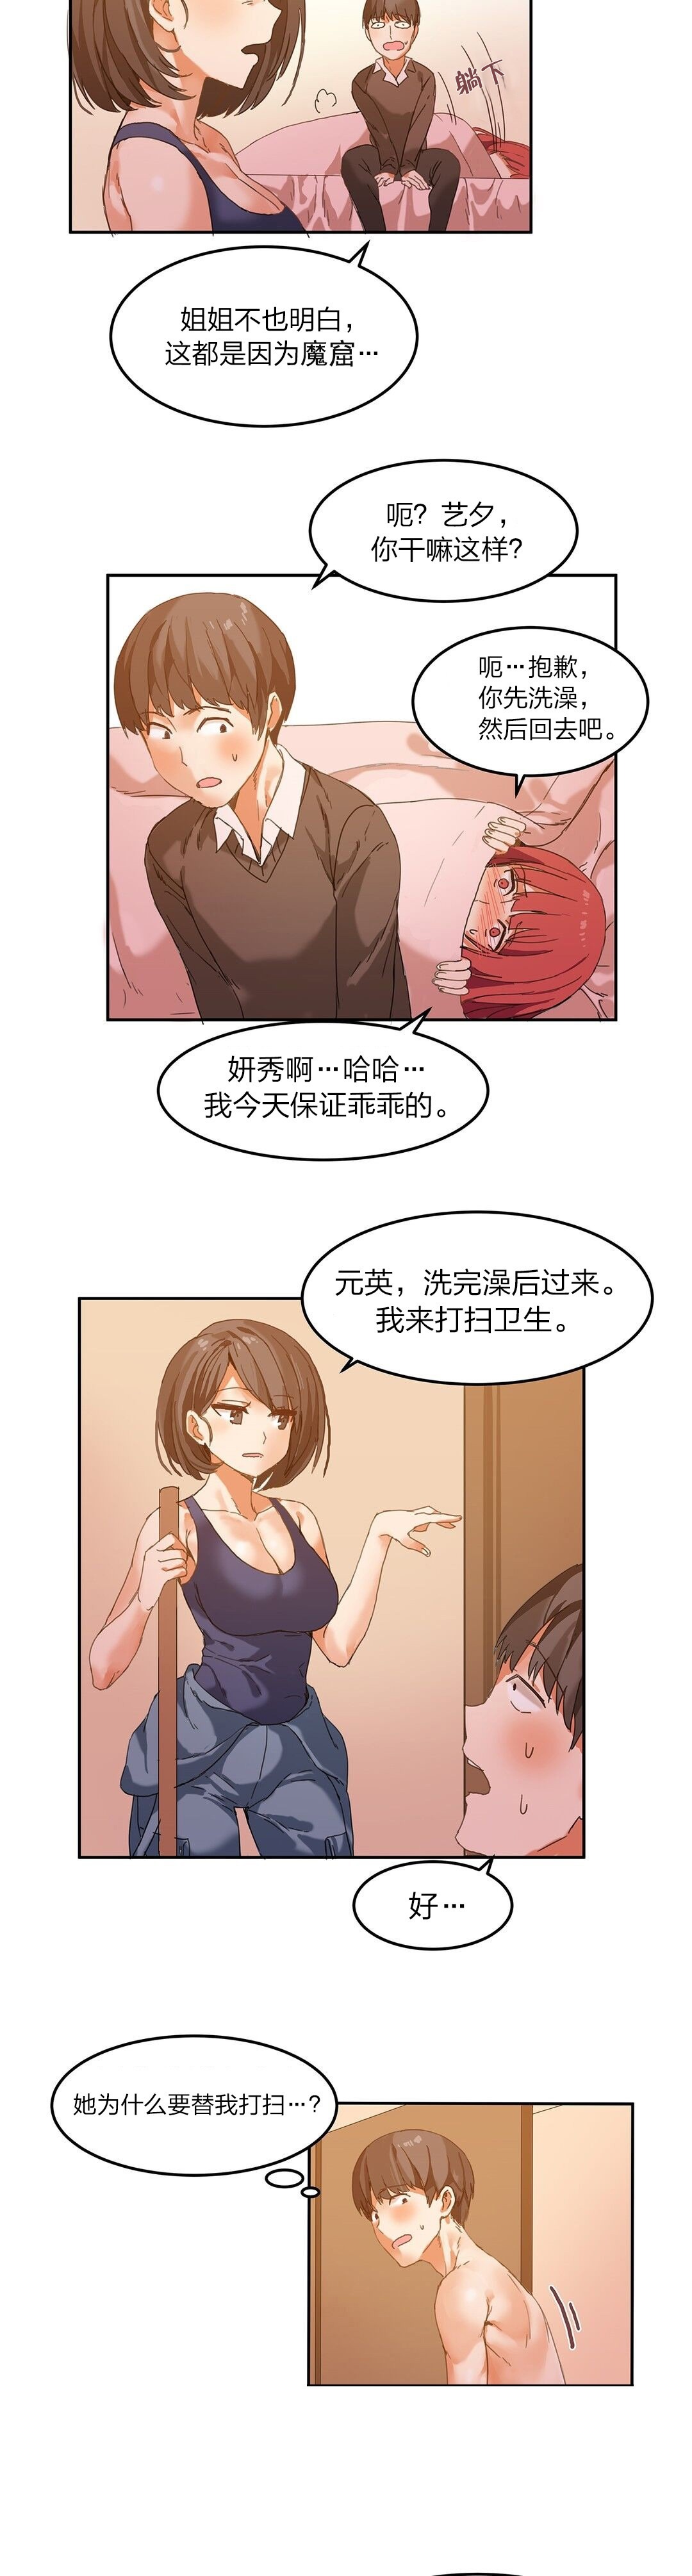 躺下
姐姐不也明白，
这都是因为魔窟…
呃？艺夕，
你干嘛这样？
呃…抱歉，
你先洗澡，
然后回去吧。
妍秀啊…哈哈…
我今天保证乖乖的。
元英，洗完澡后过来。
我来打扫卫生。
好…
她为什么要替我打扫…？